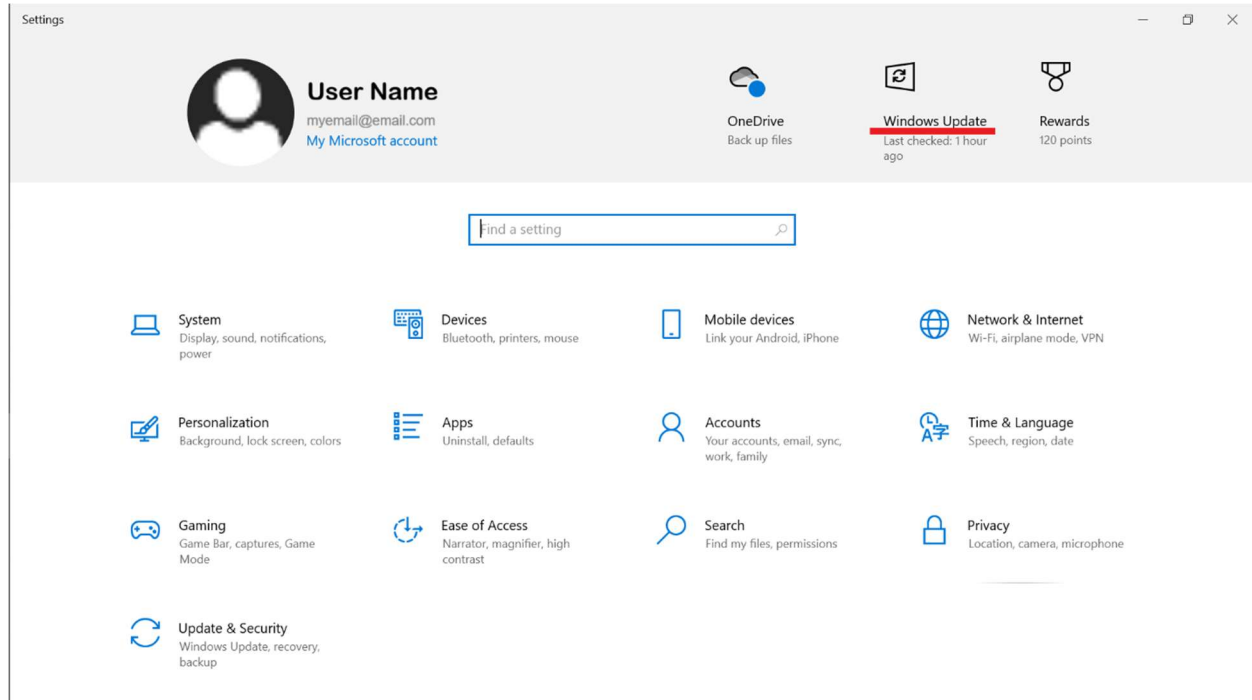 Settings
User Name
myemail@email.com
My Microsoft account
OneDrive
Back up files
Windows Update
Last checked: 1 hour
ago
Rewards
120 points
Find a setting
System
Display, sound, notifications,
power
Devices
Bluetooth, printers, mouse
Mobile devices
Link your Android, iPhone
Network & Internet
Wi-Fi, airplane mode, VPN
Personalization
Background, lock screen, colors
Apps
Uninstall, defaults
Accounts
Your accounts, email, sync,
work, family
Time & Language
Speech, region, date
Gaming
Game Bar, captures, Game
Mode
Ease of Access
Narrator, magnifier, high
contrast
Search
Find my files, permissions
Privacy
Location, camera, microphone
Update & Security
Windows Update, recovery,
backup